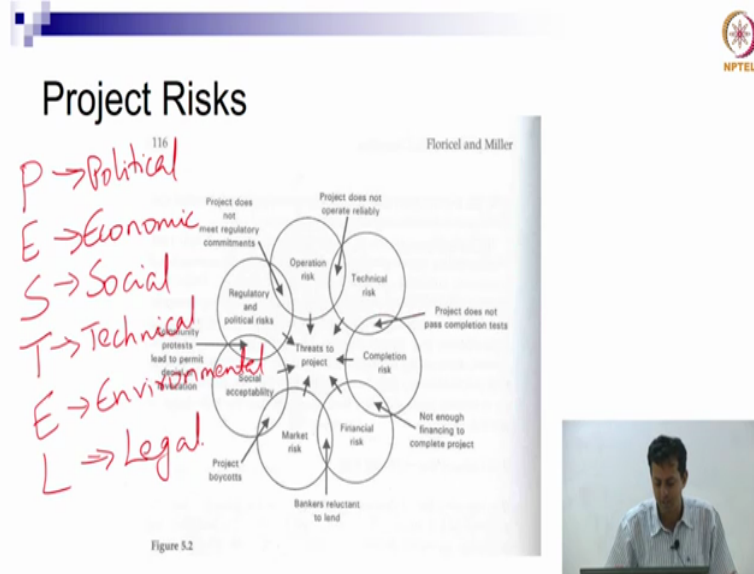 NPTEL
Project Risks
116
Floricel and Miller
P → Political
E → Economic
S → Social
T → Technical
E → Environmental
L ⇒ Legal.
Project does
not
meet regulatory
commitments
Project does not
operate reliably
Operation
risk
Technical
risk
Regulatory
and
political risks
Project does not
pass completion tests
protests
lead to permit
Threats to
project
Completion
risk
Social
acceptability
Market
risk
Financial
risk
Not enough
financing to
complete project
Project
boycotts
Bankers reluctant
to lend
Figure 5.2